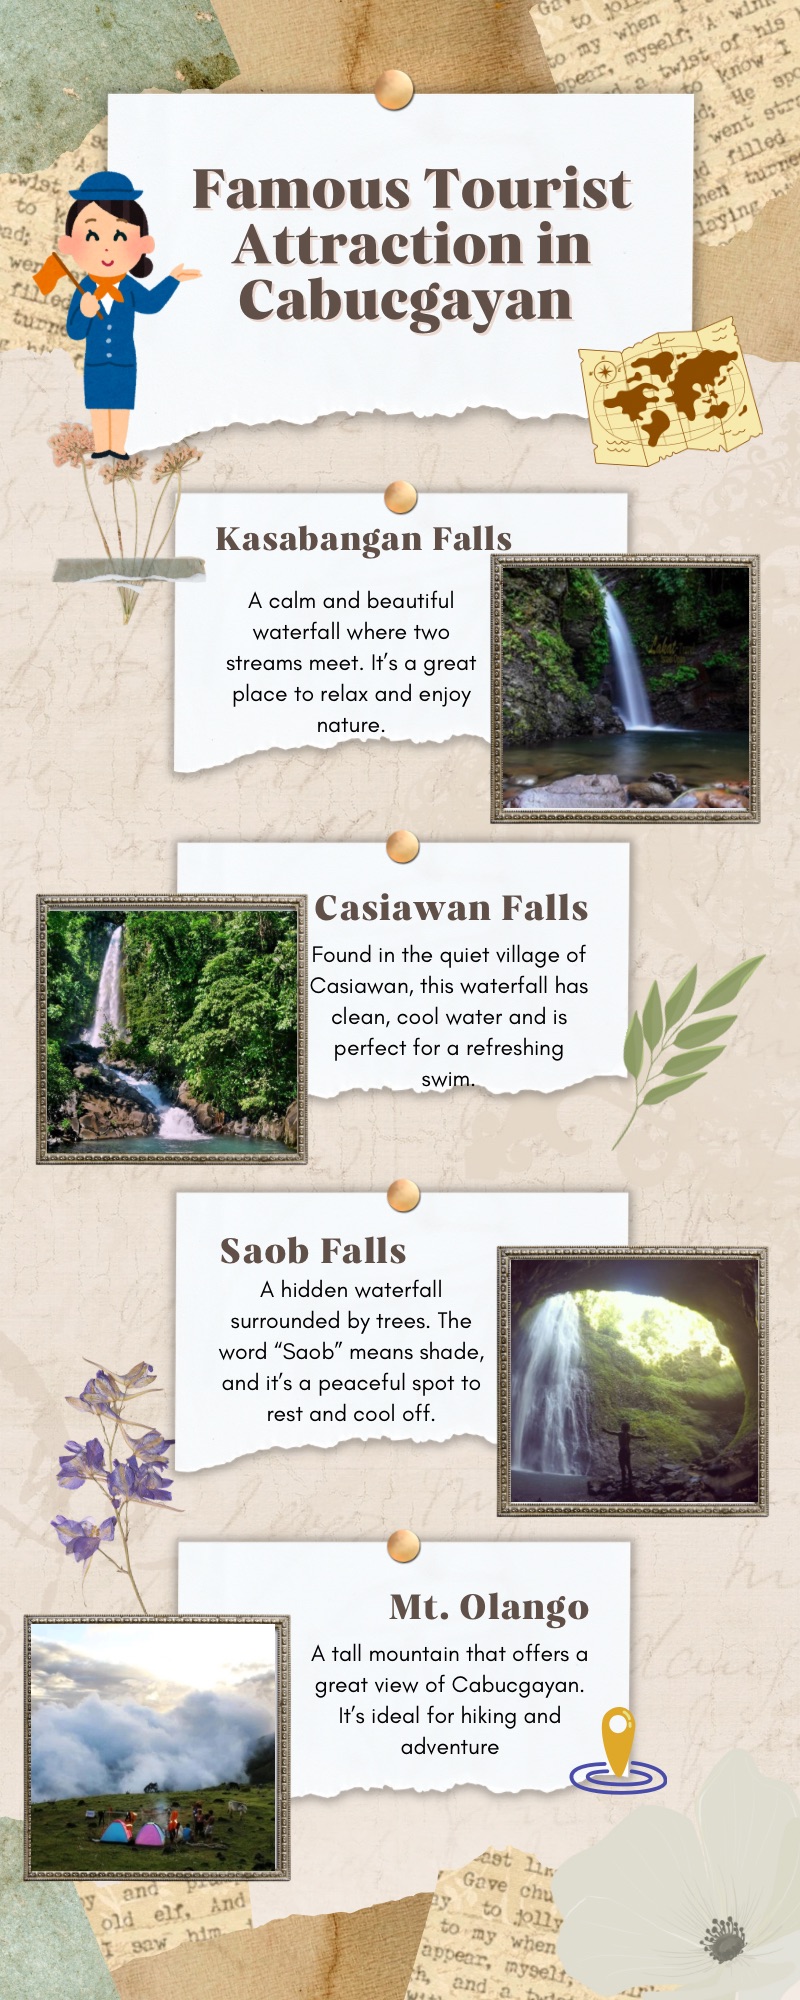 Famous Tourist
Attraction in
Cabucgayan
Kasabangan Falls
A calm and beautiful
waterfall where two
streams meet. It’s a great
place to relax and enjoy
nature.
Casiawan Falls
Found in the quiet village of
Casiawan, this waterfall has
clean, cool water and is
perfect for a refreshing
swim.
Saob Falls
A hidden waterfall
surrounded by trees. The
word “Saob” means shade,
and it’s a peaceful spot to
rest and cool off.
Mt. Olango
A tall mountain that offers a
great view of Cabucgayan.
It’s ideal for hiking and
adventure